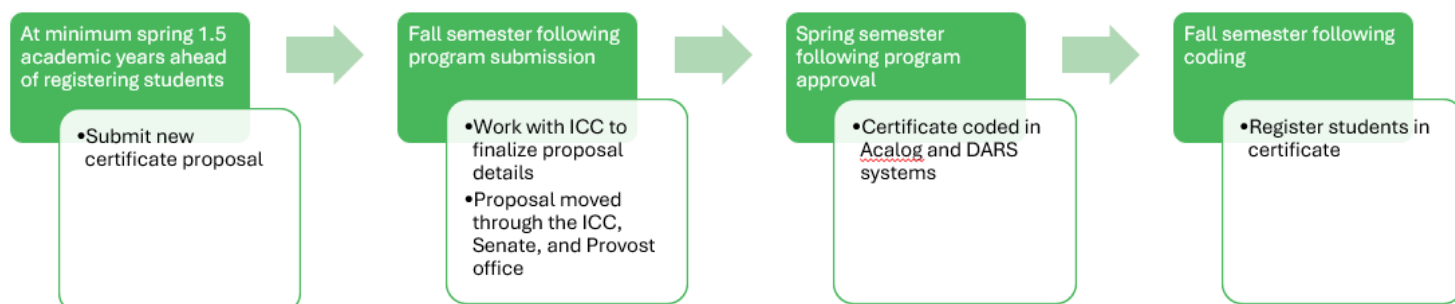 At minimum spring 1.5
academic years ahead
of registering students
•Submit new
certificate proposal
Fall semester following
program submission
•Work with ICC to
finalize proposal
details
•Proposal moved
through the ICC,
Senate, and Provost
office
Spring semester
following program
approval
•Certificate coded in
Acalog and DARS
systems
Fall semester following
coding
•Register students in
certificate